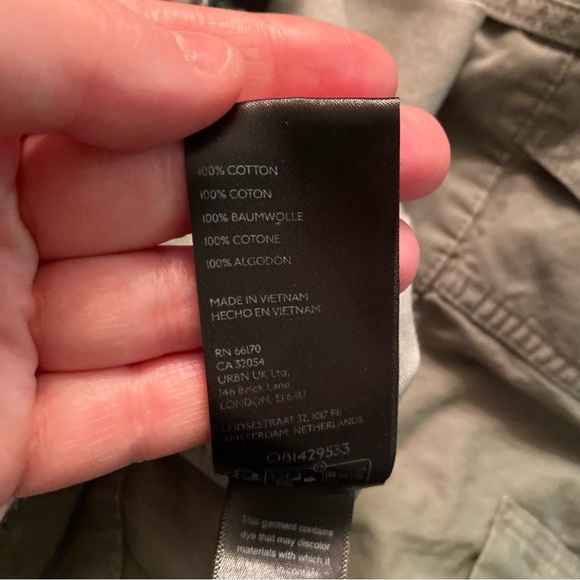 100% COTTON
100% COTON
100% BAUMWOLLE
100% COTONE
100% ALGODON
MADE IN VIETNAM
HECHO EN VIETNAM
RN 66170
CA 32054
URBN UK Ltd.
146 Brick Lane
LONDON, E1 6RU
LEIDSESTRAAT 32, 1017 PB
AMSTERDAM, NETHERLANDS
OB1429533
This garment contains
dye that may discolor
materials with which it